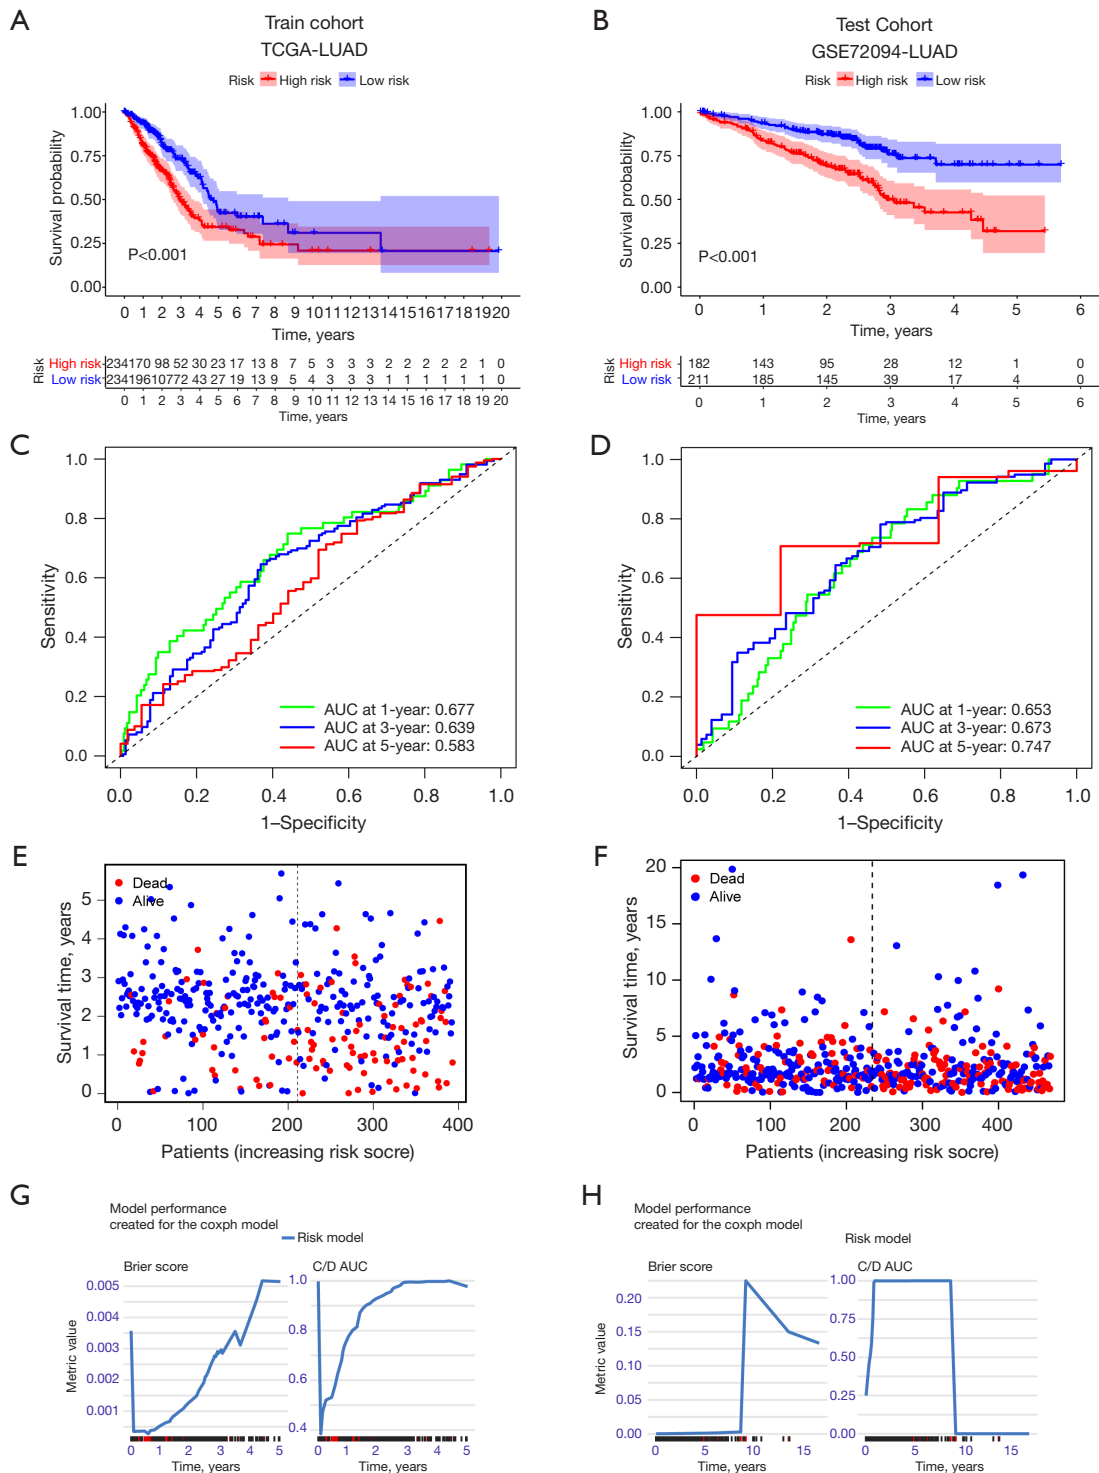 A
Train cohort
TCGA-LUAD
Risk High risk Low risk
Survival probability
1.00
0.75
0.50
0.25
0.00
P<0.001
0 1 2 3 4 5 6 7 8 9 10 11 12 13 14 15 16 17 18 19 20
Time, years
Risk
High risk 234 170 98 52 30 23 17 13 8 7 5 3 3 3 2 2 2 2 2 1 0
Low risk 234 196 107 72 43 27 19 13 9 5 4 3 3 3 1 1 1 1 1 1 0
0 1 2 3 4 5 6 7 8 9 10 11 12 13 14 15 16 17 18 19 20
Time, years
B
Test Cohort
GSE72094-LUAD
Risk High risk Low risk
Survival probability
1.00
0.75
0.50
0.25
0.00
P<0.001
0 1 2 3 4 5 6
Time, years
Risk
High risk 182 143 95 28 12 1 0
Low risk 211 185 145 39 17 4 0
0 1 2 3 4 5 6
Time, years
C
Sensitivity
1.0
0.8
0.6
0.4
0.2
0.0
AUC at 1-year: 0.677
AUC at 3-year: 0.639
AUC at 5-year: 0.583
0.0 0.2 0.4 0.6 0.8 1.0
1–Specificity
D
Sensitivity
1.0
0.8
0.6
0.4
0.2
0.0
AUC at 1-year: 0.653
AUC at 3-year: 0.673
AUC at 5-year: 0.747
0.0 0.2 0.4 0.6 0.8 1.0
1–Specificity
E
Survival time, years
5
4
3
2
1
0
Dead
Alive
0 100 200 300 400
Patients (increasing risk socre)
F
Survival time, years
20
15
10
5
0
Dead
Alive
0 100 200 300 400
Patients (increasing risk socre)
G
Model performance
created for the coxph model
Risk model
Brier score
Metric value
0.005
0.004
0.003
0.002
0.001
0 1 2 3 4 5
Time, years
C/D AUC
1.0
0.8
0.6
0.4
0 1 2 3 4 5
Time, years
H
Model performance
created for the coxph model
Risk model
Brier score
Metric value
0.20
0.15
0.10
0.05
0.00
0 5 10 15
Time, years
C/D AUC
1.00
0.75
0.50
0.25
0.00
0 5 10 15
Time, years